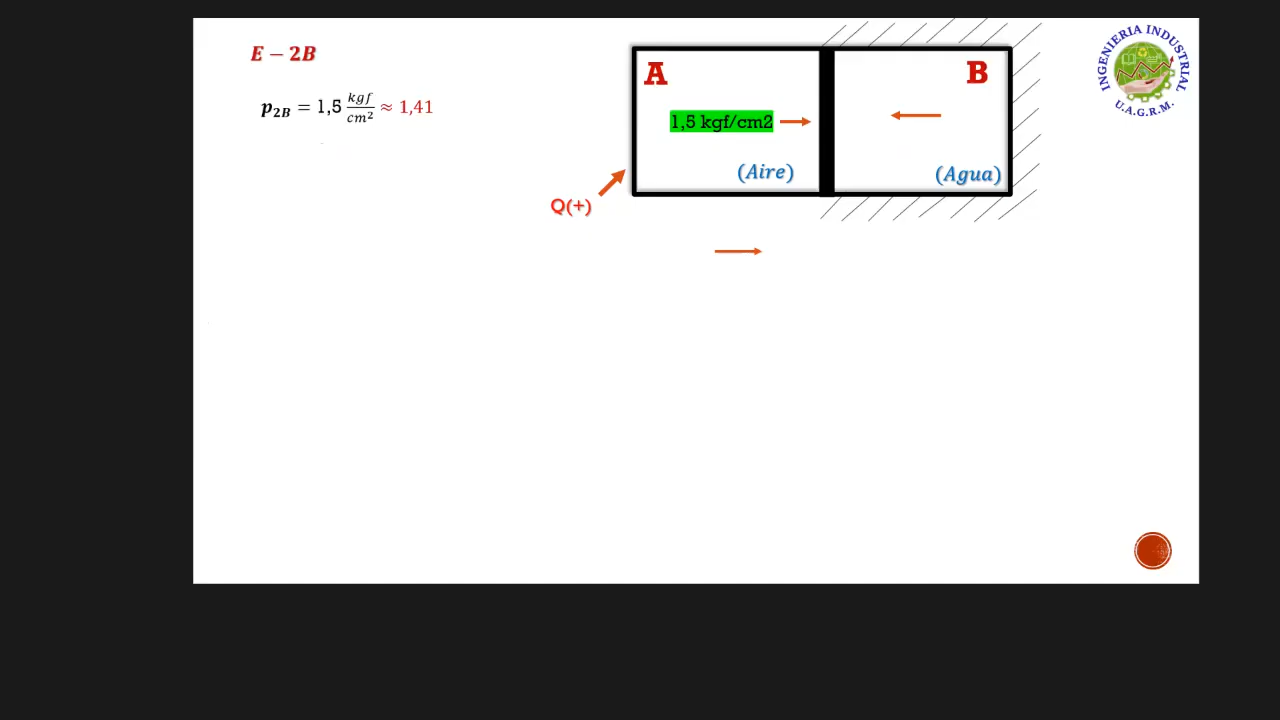 E − 2B
p₂B = 1,5 kgf/cm² ≈ 1,41
A
B
1,5 kgf/cm2
(Aire)
(Agua)
Q(+)
INGENIERIA INDUSTRIAL
U.A.G.R.M.